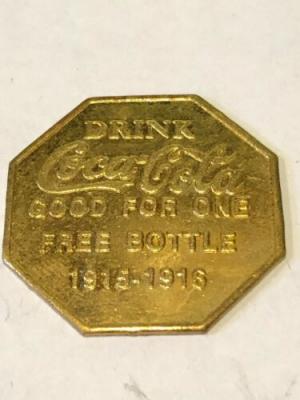 DRINK
Coca-Cola
GOOD FOR ONE
FREE BOTTLE
1915-1916